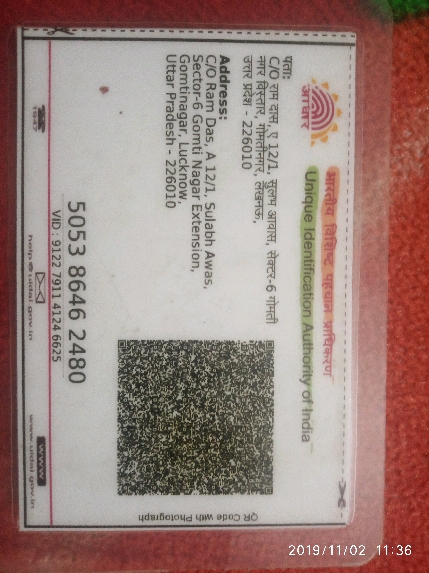 आधार
भारतीय विशिष्ट पहचान प्राधिकरण
Unique Identification Authority of India
पता:
C/O राम दास, ए 12/1, सुलभ आवास, सेक्टर-6 गोमती
नगर विस्तार, गोमतीनगर, लखनऊ,
उत्तर प्रदेश - 226010
Address:
C/O Ram Das, A 12/1, Sulabh Awas,
Sector-6 Gomti Nagar Extension,
Gomtinagar, Lucknow,
Uttar Pradesh - 226010
QR Code with Photograph
5053 8646 2480
VID : 9122 7911 4124 6625
1947
help@uidai.gov.in
www
www.uidai.gov.in
2019/11/02 11:36